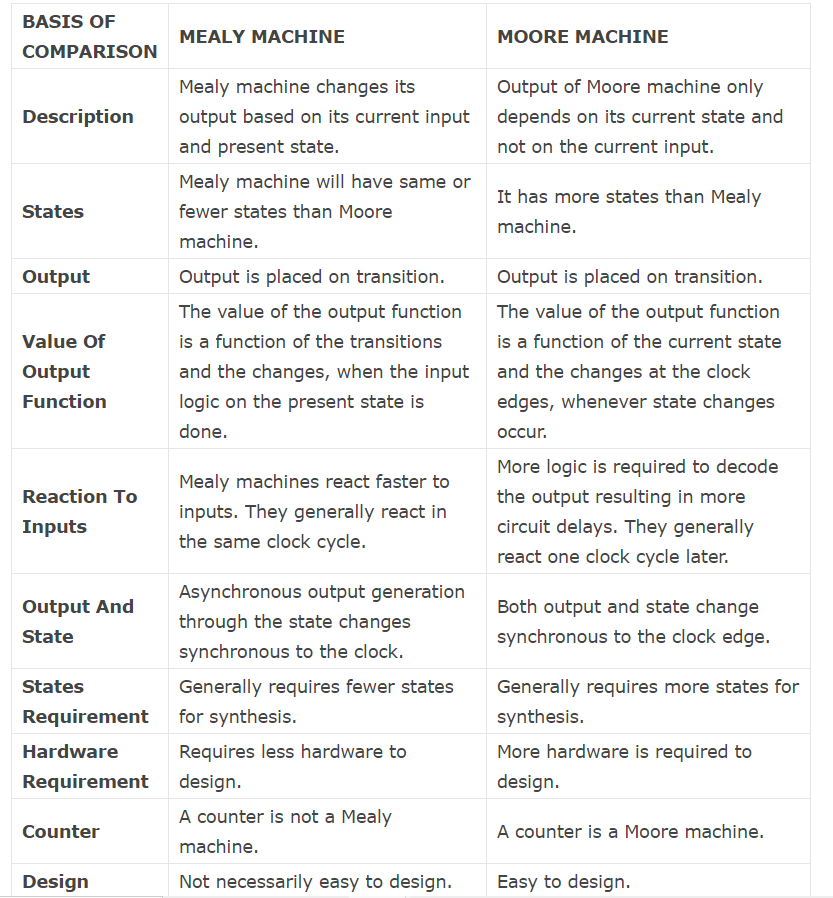 BASIS OF
COMPARISON
MEALY MACHINE
MOORE MACHINE
Description
Mealy machine changes its
output based on its current input
and present state.
Output of Moore machine only
depends on its current state and
not on the current input.
States
Mealy machine will have same or
fewer states than Moore
machine.
It has more states than Mealy
machine.
Output
Output is placed on transition.
Output is placed on transition.
Value Of
Output
Function
The value of the output function
is a function of the transitions
and the changes, when the input
logic on the present state is
done.
The value of the output function
is a function of the current state
and the changes at the clock
edges, whenever state changes
occur.
Reaction To
Inputs
Mealy machines react faster to
inputs. They generally react in
the same clock cycle.
More logic is required to decode
the output resulting in more
circuit delays. They generally
react one clock cycle later.
Output And
State
Asynchronous output generation
through the state changes
synchronous to the clock.
Both output and state change
synchronous to the clock edge.
States
Requirement
Generally requires fewer states
for synthesis.
Generally requires more states for
synthesis.
Hardware
Requirement
Requires less hardware to
design.
More hardware is required to
design.
Counter
A counter is not a Mealy
machine.
A counter is a Moore machine.
Design
Not necessarily easy to design.
Easy to design.